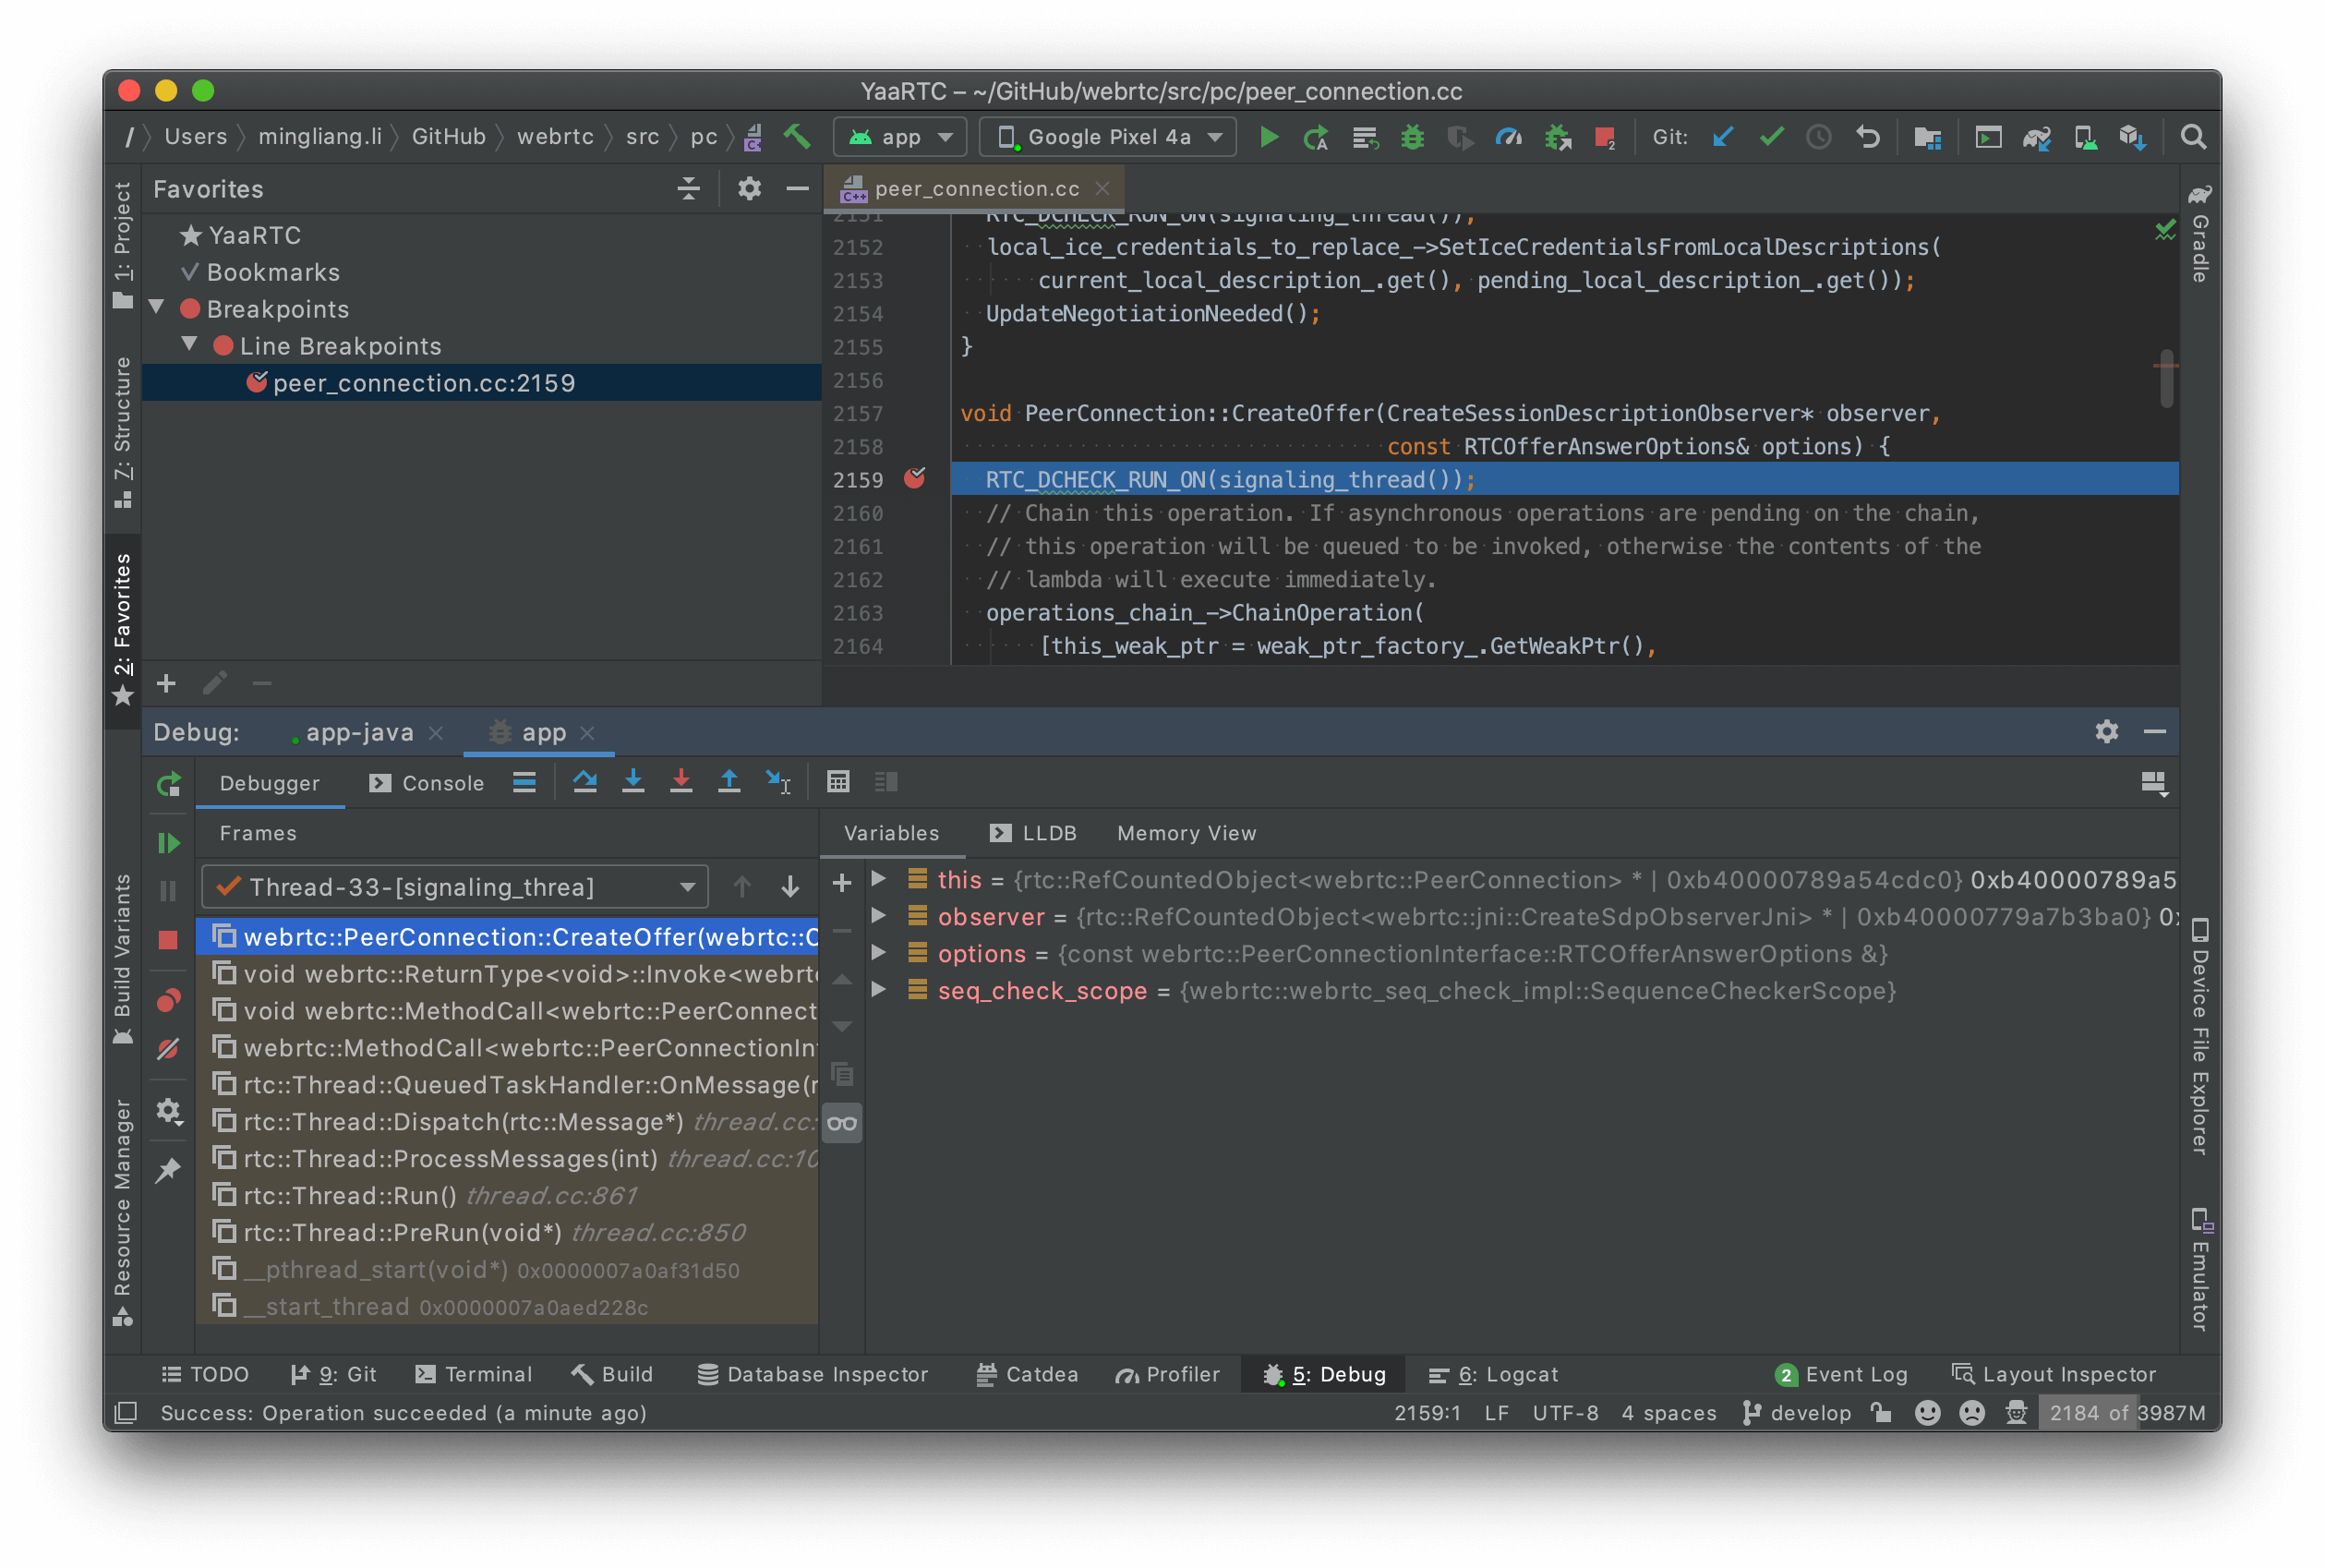 YaaRTC – ~/GitHub/webrtc/src/pc/peer_connection.cc
/ Users mingliang.li GitHub webrtc src pc app Google Pixel 4a Git:
1: Project
Z: Structure
2: Favorites
Build Variants
Resource Manager
Favorites
YaaRTC
Bookmarks
Breakpoints
Line Breakpoints
peer_connection.cc:2159
C++ peer_connection.cc
2151 RTC_DCHECK_RUN_ON(signaling_thread());
2152 local_ice_credentials_to_replace_->SetIceCredentialsFromLocalDescriptions(
2153 current_local_description_.get(), pending_local_description_.get());
2154 UpdateNegotiationNeeded();
2155 }
2156
2157 void PeerConnection::CreateOffer(CreateSessionDescriptionObserver* observer,
2158 const RTCOfferAnswerOptions& options) {
2159 RTC_DCHECK_RUN_ON(signaling_thread());
2160 // Chain this operation. If asynchronous operations are pending on the chain,
2161 // this operation will be queued to be invoked, otherwise the contents of the
2162 // lambda will execute immediately.
2163 operations_chain_->ChainOperation(
2164 [this_weak_ptr = weak_ptr_factory_.GetWeakPtr(),
Gradle
Device File Explorer
Emulator
Debug: app-java app
Debugger Console
Frames
Thread-33-[signaling_threa]
webrtc::PeerConnection::CreateOffer(webrtc::C
void webrtc::ReturnType<void>::Invoke<webrtc
void webrtc::MethodCall<webrtc::PeerConnect
webrtc::MethodCall<webrtc::PeerConnectionIn
rtc::Thread::QueuedTaskHandler::OnMessage(r
rtc::Thread::Dispatch(rtc::Message*) thread.cc:
rtc::Thread::ProcessMessages(int) thread.cc:10
rtc::Thread::Run() thread.cc:861
rtc::Thread::PreRun(void*) thread.cc:850
__pthread_start(void*) 0x0000007a0af31d50
__start_thread 0x0000007a0aed228c
Variables LLDB Memory View
this = {rtc::RefCountedObject<webrtc::PeerConnection> * | 0xb40000789a54cdc0} 0xb40000789a5
observer = {rtc::RefCountedObject<webrtc::jni::CreateSdpObserverJni> * | 0xb40000779a7b3ba0} 0x
options = {const webrtc::PeerConnectionInterface::RTCOfferAnswerOptions &}
seq_check_scope = {webrtc::webrtc_seq_check_impl::SequenceCheckerScope}
TODO 9: Git Terminal Build Database Inspector Catdea Profiler 5: Debug 6: Logcat 2 Event Log Layout Inspector
Success: Operation succeeded (a minute ago) 2159:1 LF UTF-8 4 spaces develop 2184 of 3987M